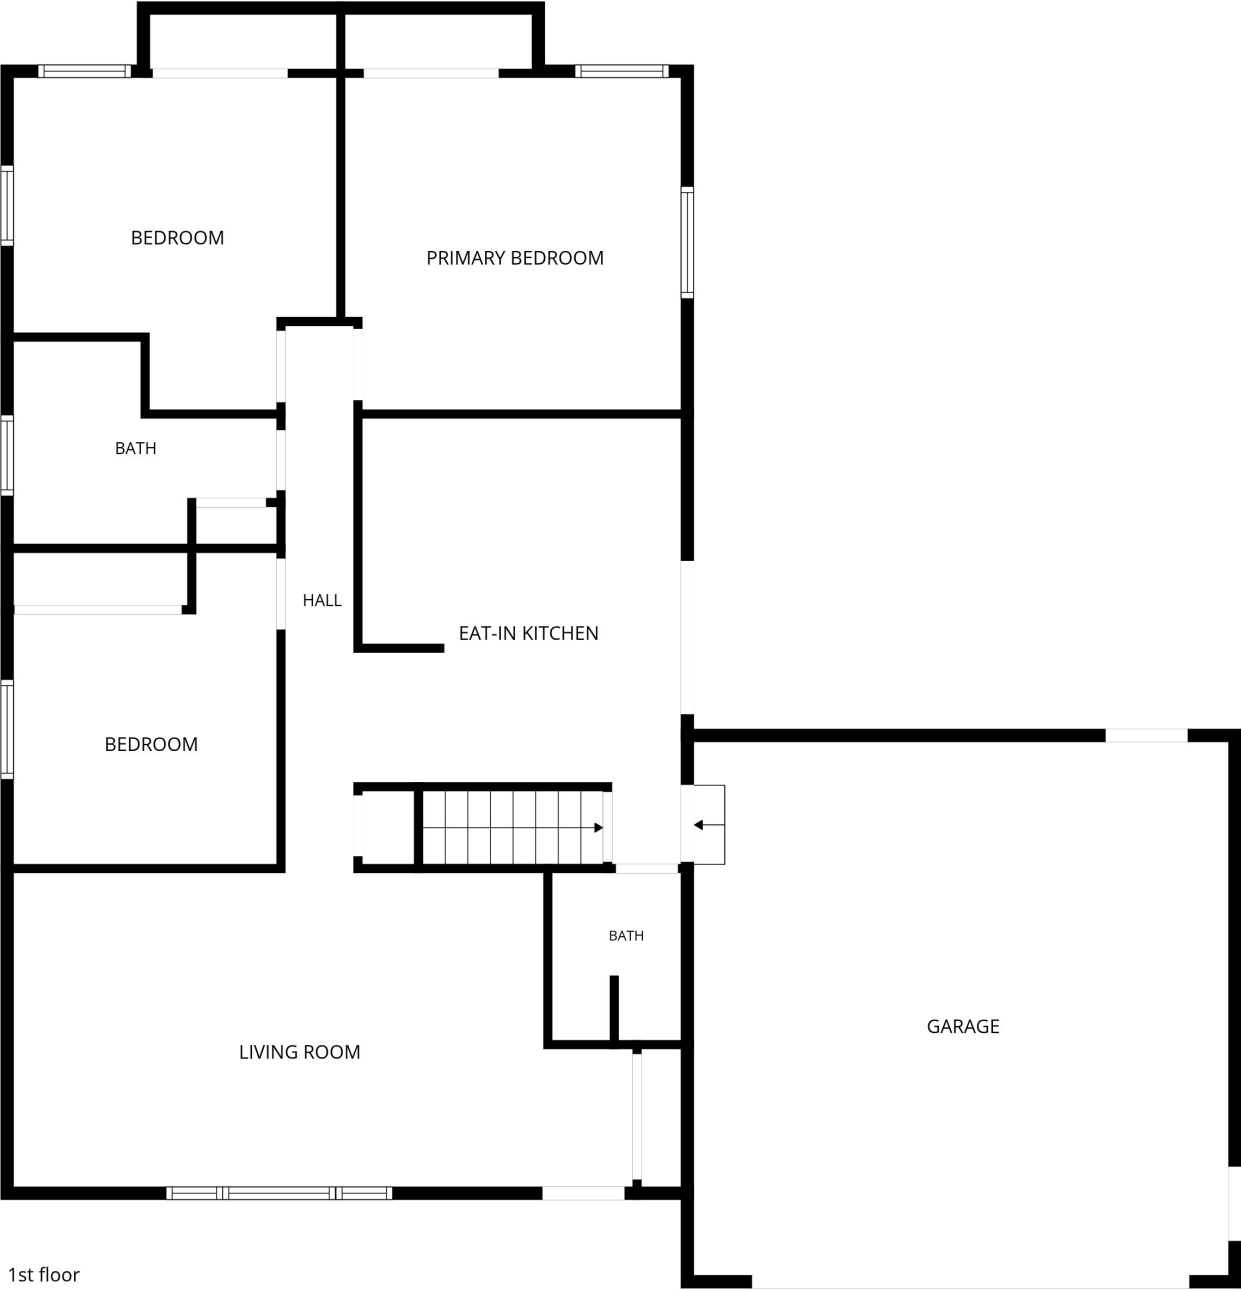 BEDROOM
PRIMARY BEDROOM
BATH
HALL
EAT-IN KITCHEN
BEDROOM
BATH
GARAGE
LIVING ROOM
1st floor